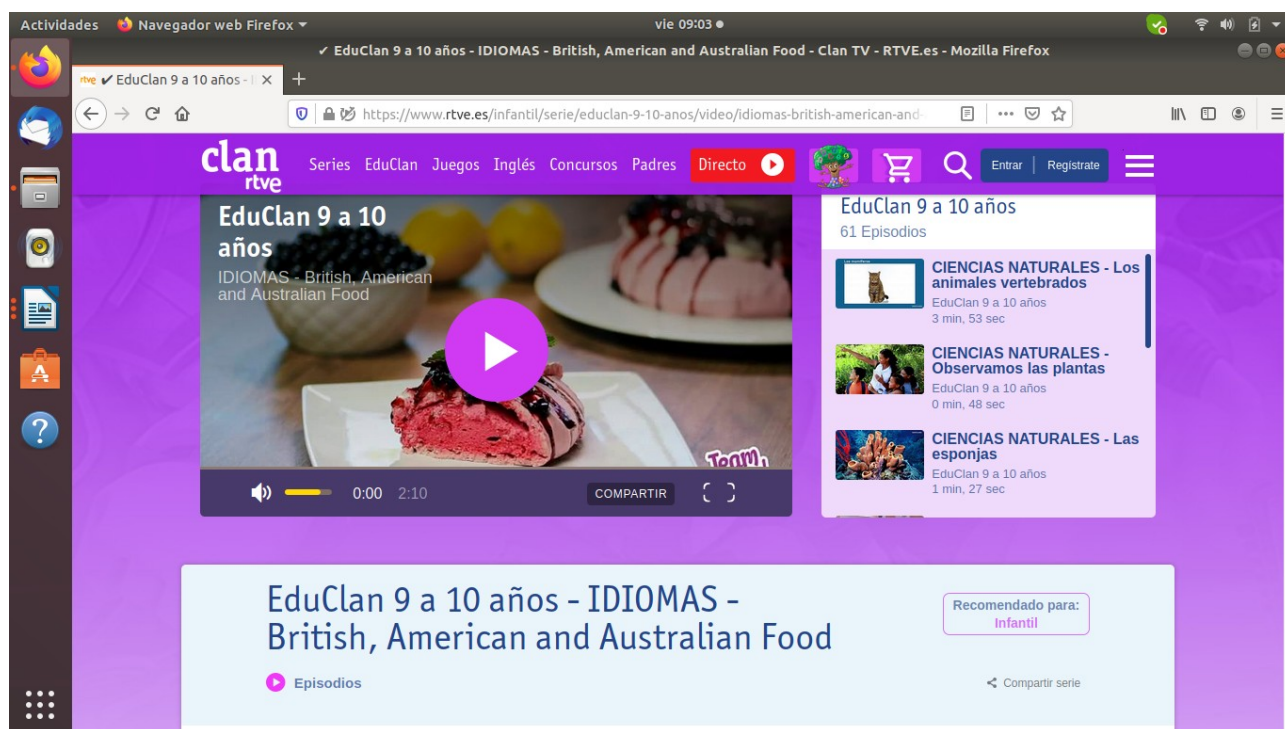 Actividades Navegador web Firefox vie 09:03
✔ EduClan 9 a 10 años - IDIOMAS - British, American and Australian Food - Clan TV - RTVE.es - Mozilla Firefox
rtve ✔ EduClan 9 a 10 años - I
https://www.rtve.es/infantil/serie/educlan-9-10-anos/video/idiomas-british-american-and-
clan
rtve
Series EduClan Juegos Inglés Concursos Padres Directo Entrar | Regístrate
EduClan 9 a 10
años
IDIOMAS - British, American
and Australian Food
Team
0:00 2:10 COMPARTIR
EduClan 9 a 10 años
61 Episodios
CIENCIAS NATURALES - Los
animales vertebrados
EduClan 9 a 10 años
3 min, 53 sec
CIENCIAS NATURALES -
Observamos las plantas
EduClan 9 a 10 años
0 min, 48 sec
CIENCIAS NATURALES - Las
esponjas
EduClan 9 a 10 años
1 min, 27 sec
EduClan 9 a 10 años - IDIOMAS -
British, American and Australian Food
Recomendado para:
Infantil
Episodios
Compartir serie